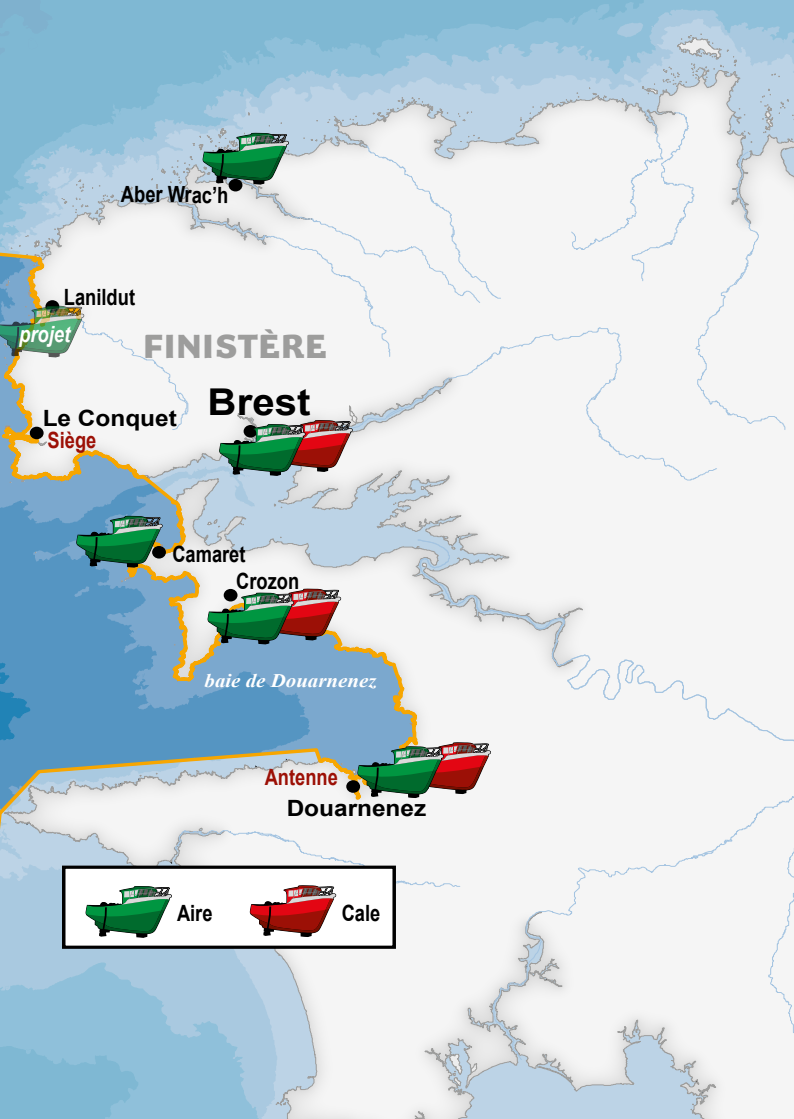 Aber Wrac'h
Lanildut
projet
FINISTÈRE
Brest
Le Conquet
Siège
Camaret
Crozon
baie de Douarnenez
Antenne
Douarnenez
Aire
Cale